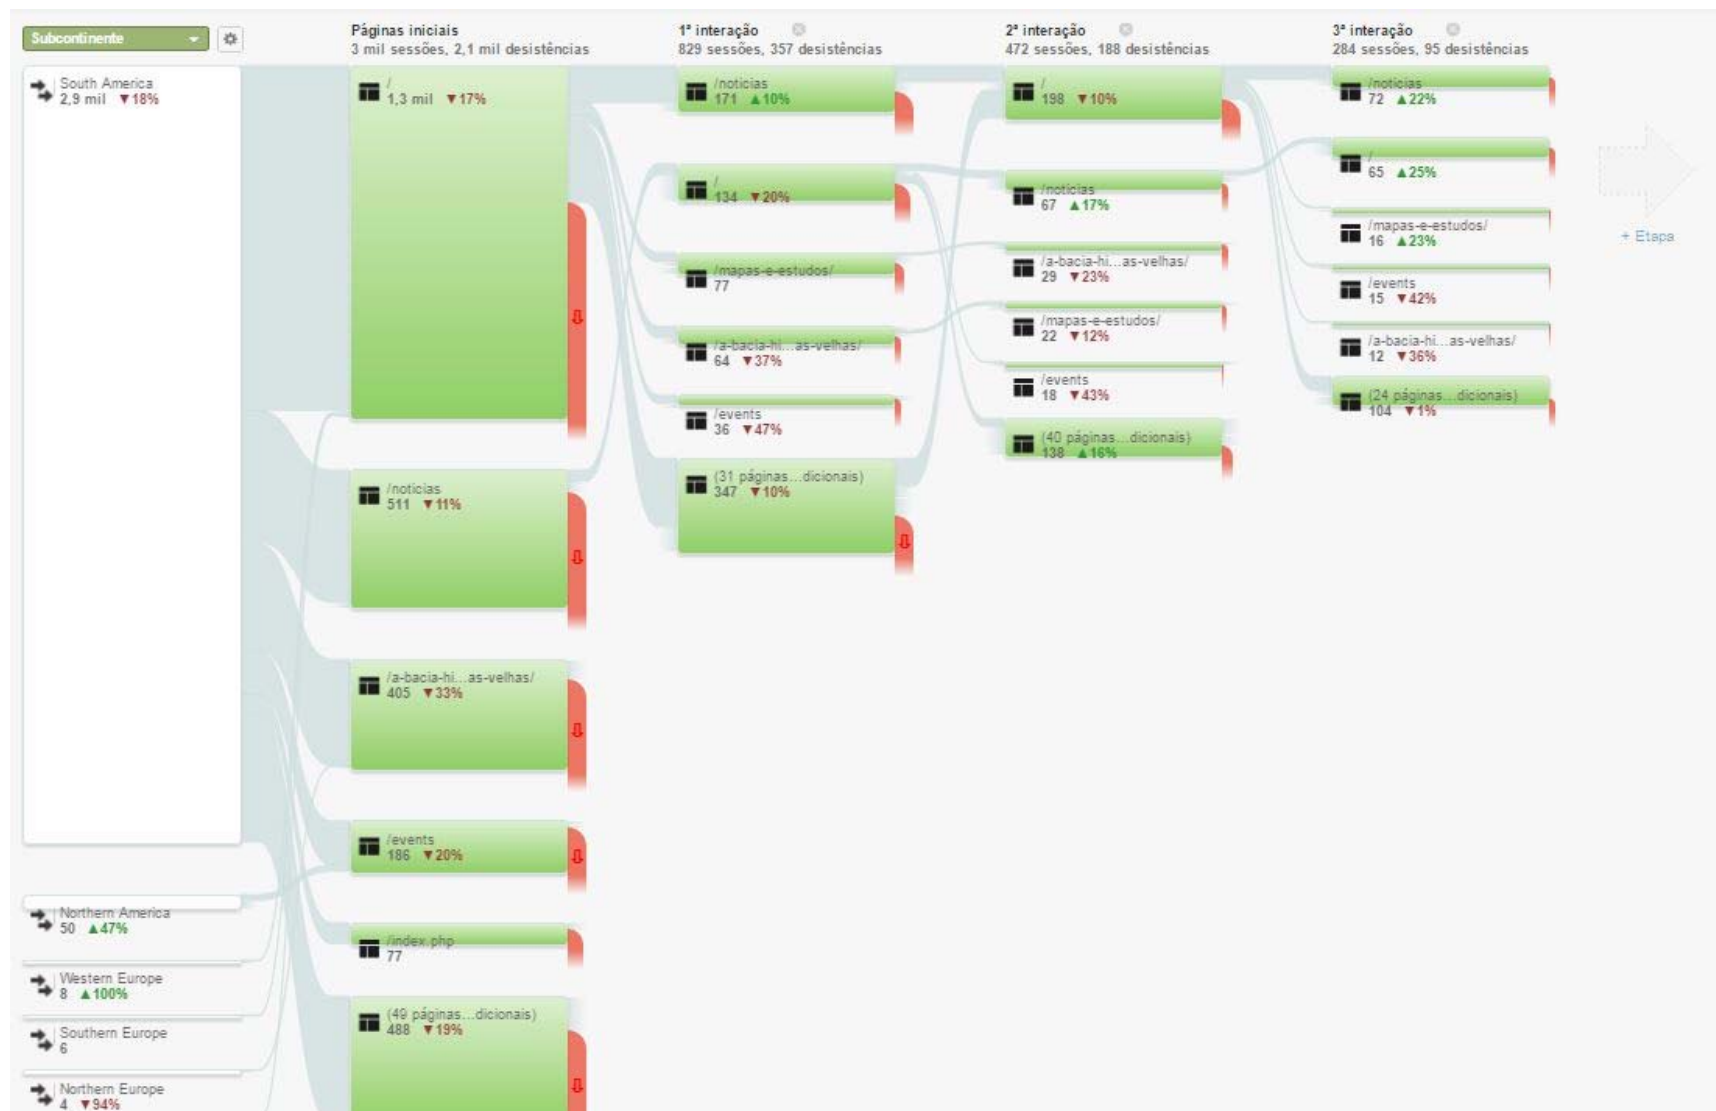 Subcontinente
South America
2,9 mil ▼18%
Northern America
50 ▲47%
Western Europe
8 ▲100%
Southern Europe
6
Northern Europe
4 ▼94%
Páginas iniciais
3 mil sessões, 2,1 mil desistências
/
1,3 mil ▼17%
/noticias
511 ▼11%
/a-bacia-hi...as-velhas/
405 ▼33%
/events
186 ▼20%
/index.php
77
(49 páginas...dicionais)
488 ▼19%
1ª interação
829 sessões, 357 desistências
/noticias
171 ▲10%
/
134 ▼20%
/mapas-e-estudos/
77
/a-bacia-hi...as-velhas/
64 ▼37%
/events
36 ▼47%
(31 páginas...dicionais)
347 ▼10%
2ª interação
472 sessões, 188 desistências
/
198 ▼10%
/noticias
67 ▲17%
/a-bacia-hi...as-velhas/
29 ▼23%
/mapas-e-estudos/
22 ▼12%
/events
18 ▼43%
(40 páginas...dicionais)
138 ▲16%
3ª interação
284 sessões, 95 desistências
/noticias
72 ▲22%
/
65 ▲25%
/mapas-e-estudos/
16 ▲23%
/events
15 ▼42%
/a-bacia-hi...as-velhas/
12 ▼36%
(24 páginas...dicionais)
104 ▼1%
+ Etapa